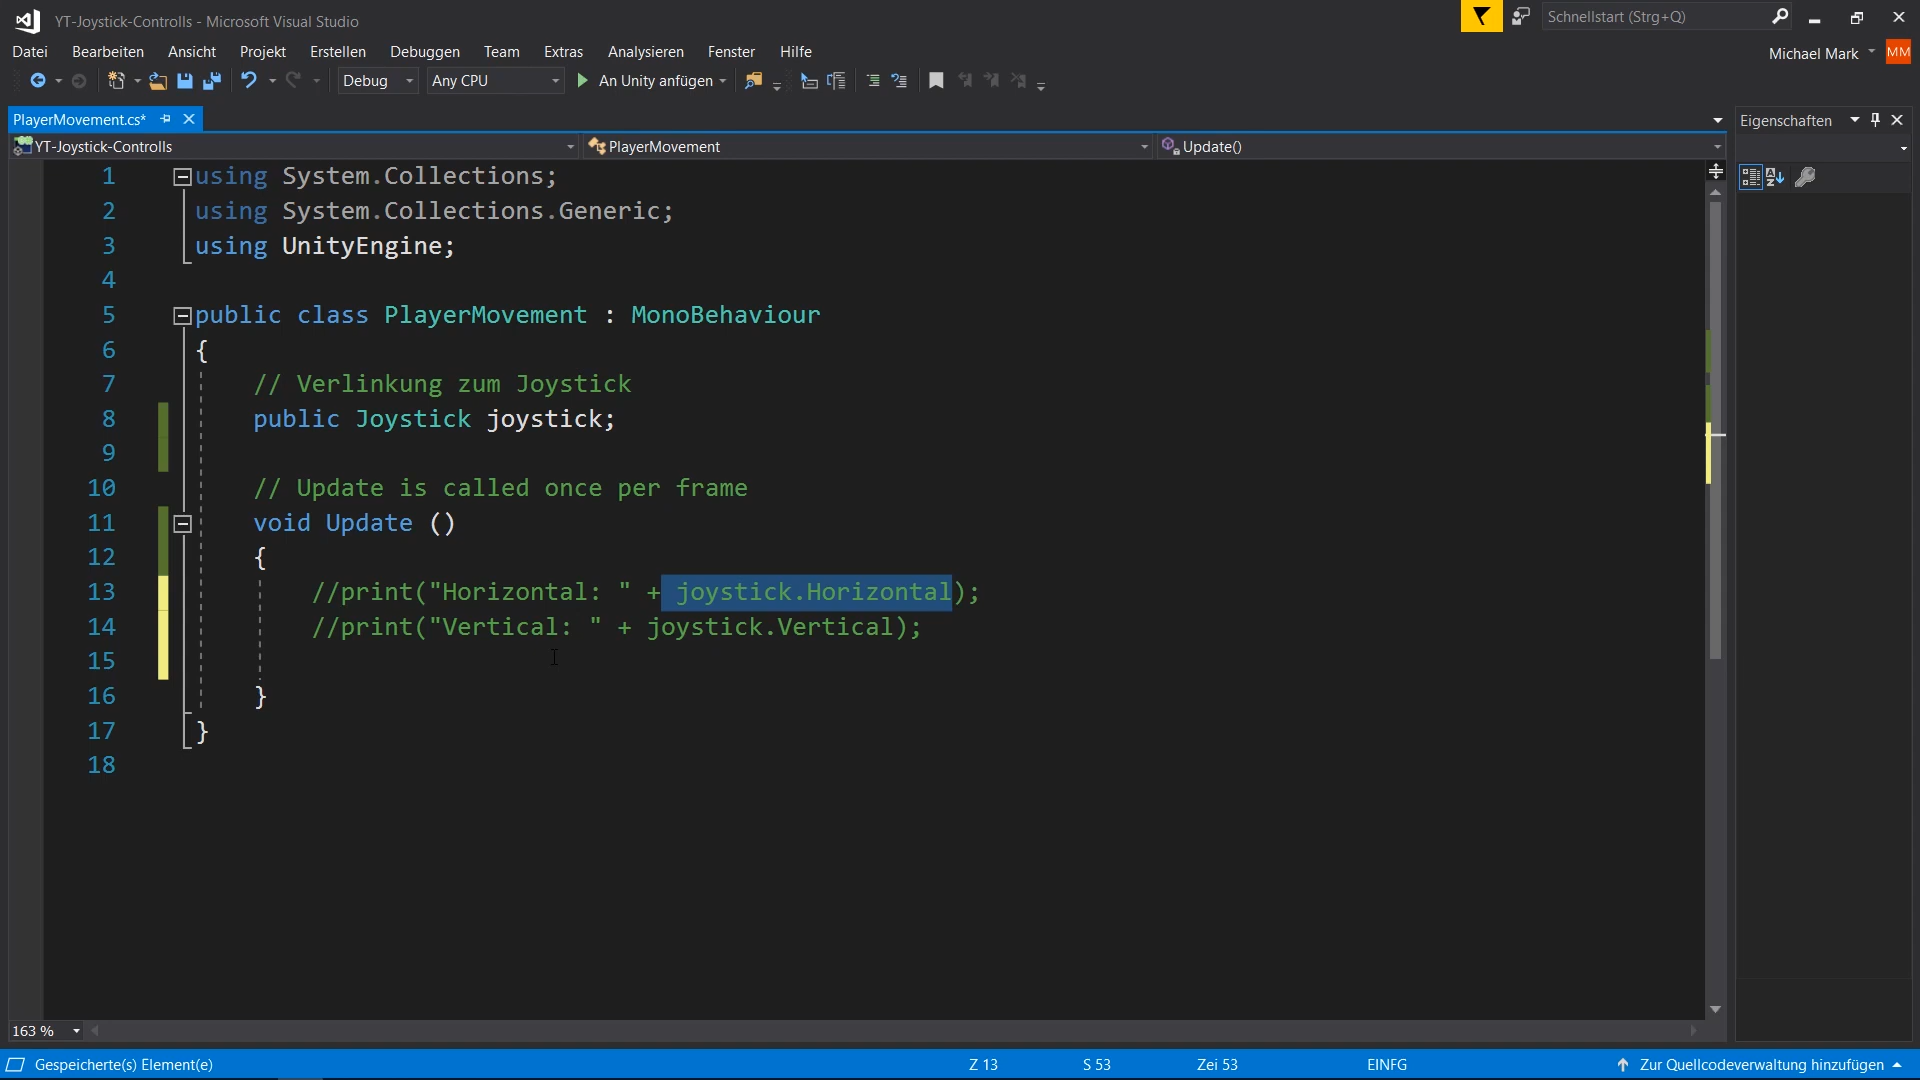 YT-Joystick-Controlls - Microsoft Visual Studio
Schnellstart (Strg+Q)
Datei Bearbeiten Ansicht Projekt Erstellen Debuggen Team Extras Analysieren Fenster Hilfe
Michael Mark MM
Debug Any CPU An Unity anfügen
PlayerMovement.cs*
Eigenschaften
YT-Joystick-Controlls PlayerMovement Update()
1 using System.Collections;
2 using System.Collections.Generic;
3 using UnityEngine;
4
5 public class PlayerMovement : MonoBehaviour
6 {
7 // Verlinkung zum Joystick
8 public Joystick joystick;
9
10 // Update is called once per frame
11 void Update ()
12 {
13 //print("Horizontal: " + joystick.Horizontal);
14 //print("Vertical: " + joystick.Vertical);
15
16 }
17 }
18
163 %
Gespeicherte(s) Element(e) Z 13 S 53 Zei 53 EINFG Zur Quellcodeverwaltung hinzufügen